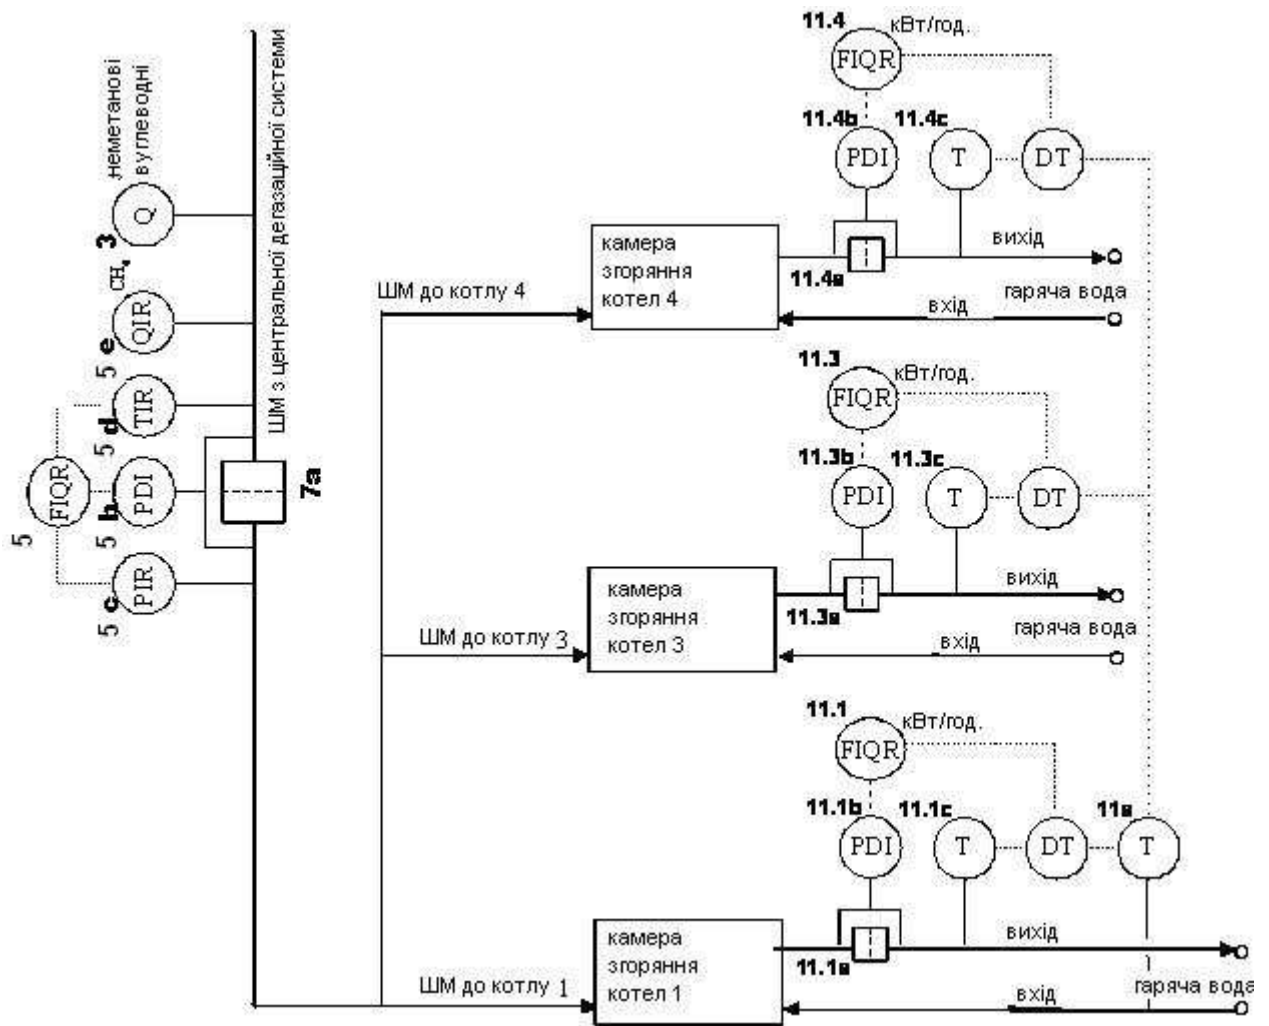 неметанові
вуглеводні
Q
3
CH₄
QIR
5 e
TIR
5 d
FIQR
5
PDI
5 b
PIR
5 c
ШМ з центральної дегазаційної системи
7a
11.4
кВт/год.
FIQR
11.4b
11.4c
PDI
T
DT
камера
згоряння
котел 4
ШМ до котлу 4
11.4a
вихід
гаряча вода
вхід
11.3
кВт/год.
FIQR
11.3b
11.3c
PDI
T
DT
камера
згоряння
котел 3
ШМ до котлу 3
11.3a
вихід
гаряча вода
вхід
11.1
кВт/год.
FIQR
11.1b
11.1c
11a
PDI
T
DT
T
камера
згоряння
котел 1
ШМ до котлу 1
11.1a
вихід
гаряча вода
вхід